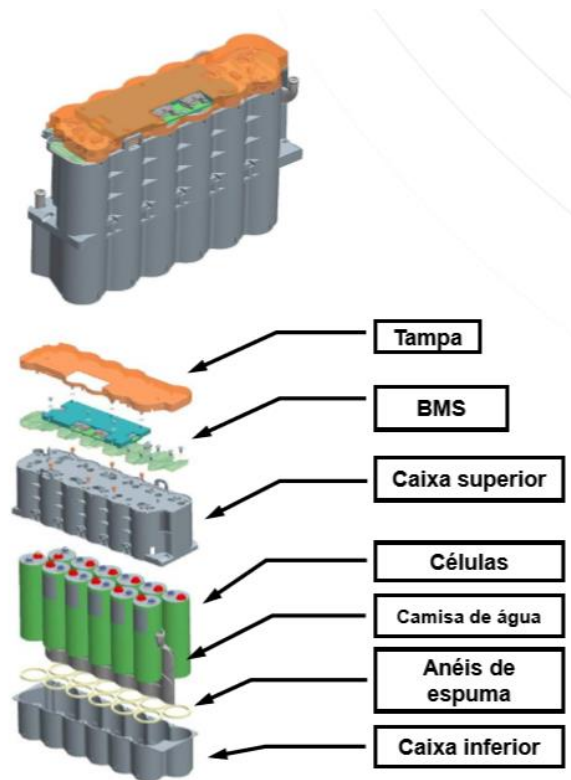 Tampa
BMS
Caixa superior
Células
Camisa de água
Anéis de
espuma
Caixa inferior